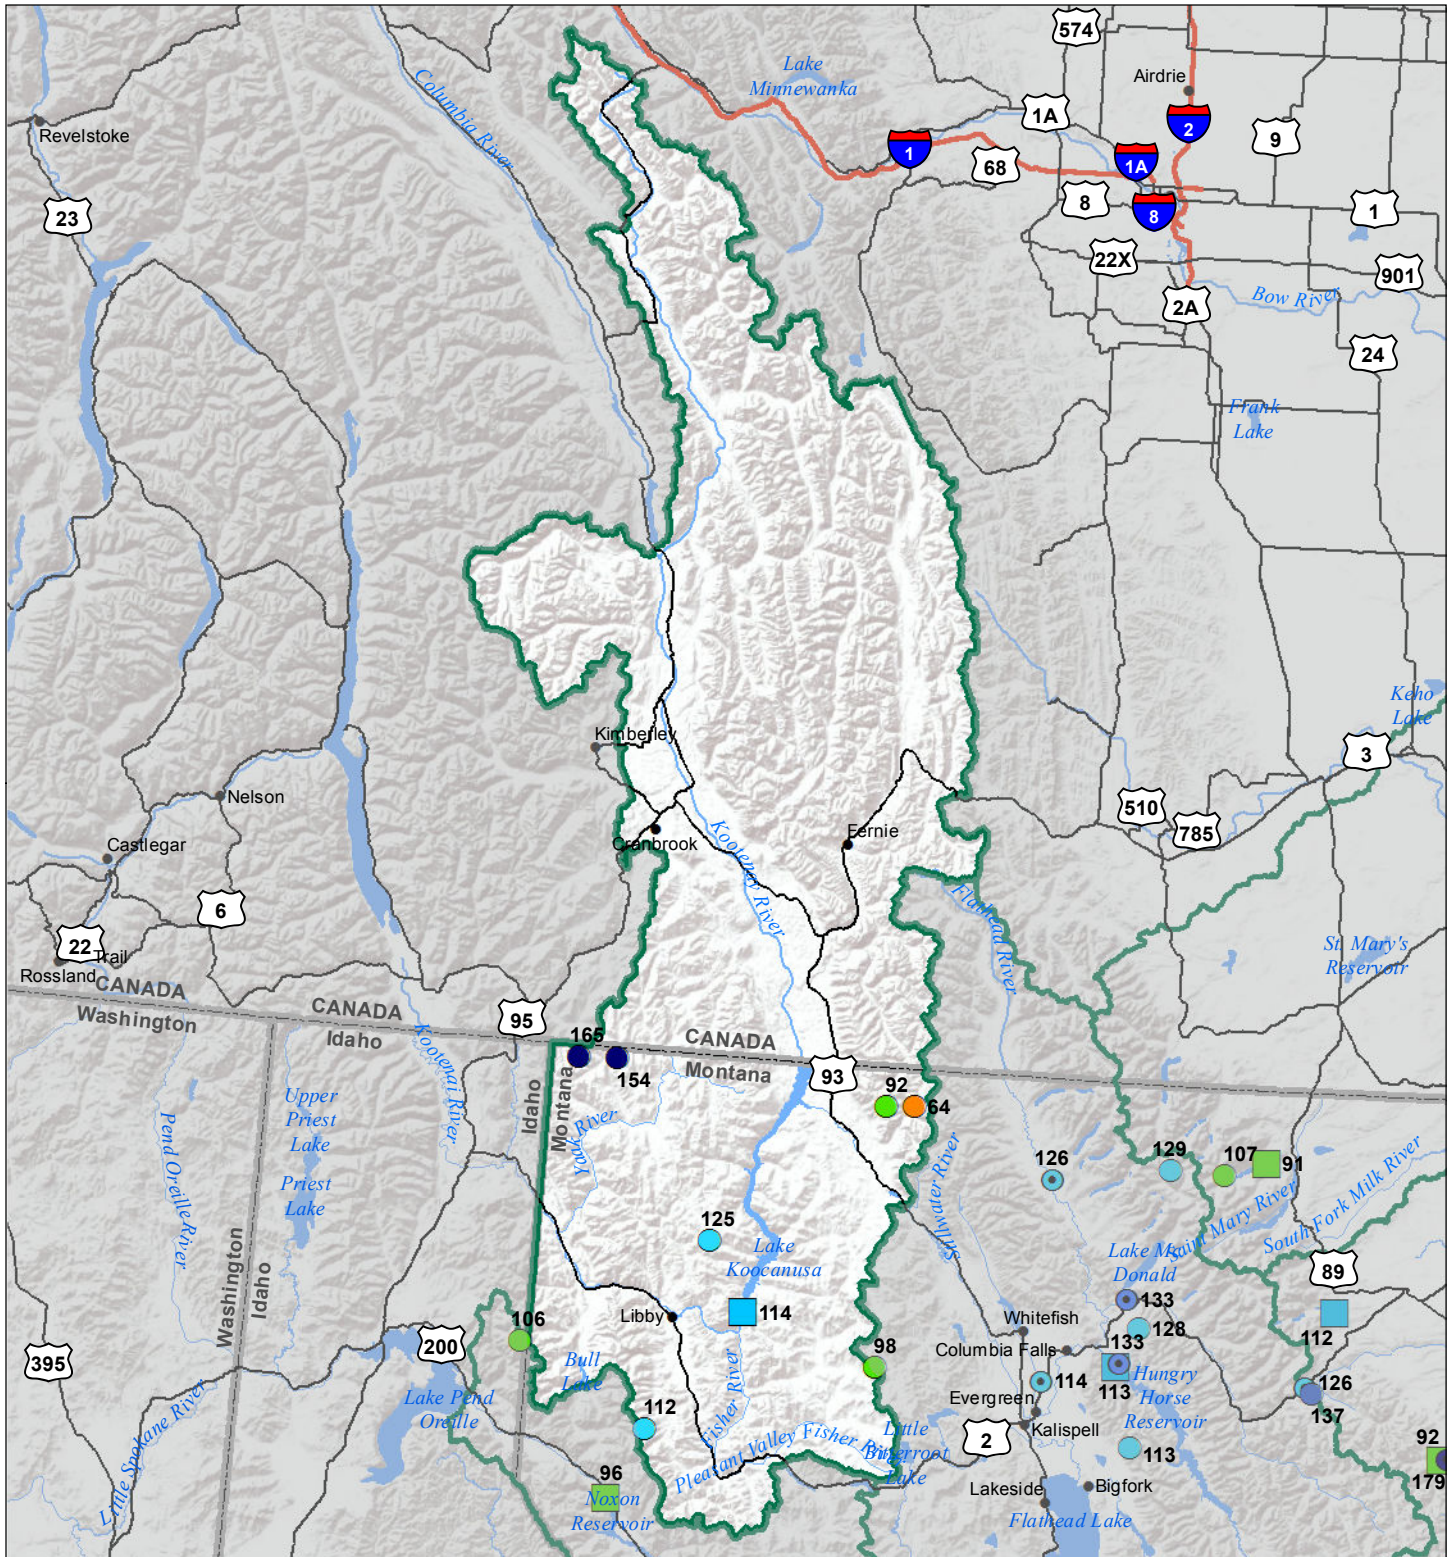 574
Airdrie
Lake
Minnewanka
Columbia River
1A
2
9
Revelstoke
1
68
1A
8
8
1
23
22X
901
Bow River
2A
24
Frank
Lake
Keho
Lake
Kimberley
3
Nelson
510
785
Castlegar
Cranbrook
Fernie
Kootenay River
Flathead River
6
22
Trail
Rossland
St. Mary's
Reservoir
CANADA
Washington
CANADA
Idaho
95
165
154
CANADA
Montana
93
92
64
Kootenai River
Idaho
Montana
Upper
Priest
Lake
Priest
Lake
Pend Oreille River
Yaak River
Stillwater River
126
129
107
91
Saint Mary River
South Fork Milk River
125
Lake
Koocanusa
Lake Mc
Donald
89
Washington
Idaho
Libby
114
133
112
Whitefish
128
Columbia Falls
133
113
106
200
395
Bull
Lake
98
Fisher River
114
Hungry
Horse
Reservoir
126
137
Lake Pend
Oreille
Evergreen
112
Pleasant Valley Fisher River
Little
Bitterroot
Lake
2
Kalispell
113
92
179
Little Spokane River
96
Noxon
Reservoir
Lakeside
Bigfork
Flathead Lake